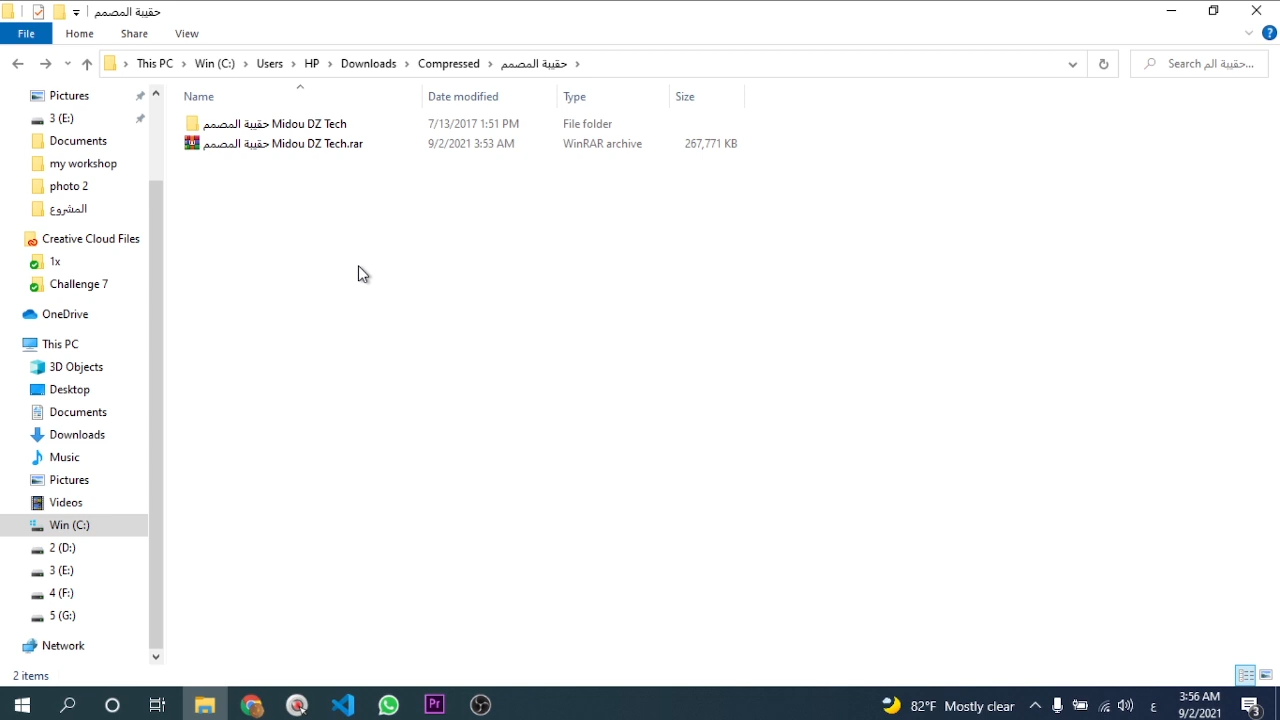 حقيبة المصمم
File Home Share View
This PC Win (C:) Users HP Downloads Compressed حقيبة المصمم
Search حقيبة الم...
Name Date modified Type Size
حقيبة المصمم Midou DZ Tech 7/13/2017 1:51 PM File folder
حقيبة المصمم Midou DZ Tech.rar 9/2/2021 3:53 AM WinRAR archive 267,771 KB
Pictures
3 (E:)
Documents
my workshop
photo 2
المشروع
Creative Cloud Files
1x
Challenge 7
OneDrive
This PC
3D Objects
Desktop
Documents
Downloads
Music
Pictures
Videos
Win (C:)
2 (D:)
3 (E:)
4 (F:)
5 (G:)
Network
2 items
Pr
82°F Mostly clear
ع
3:56 AM
9/2/2021
3